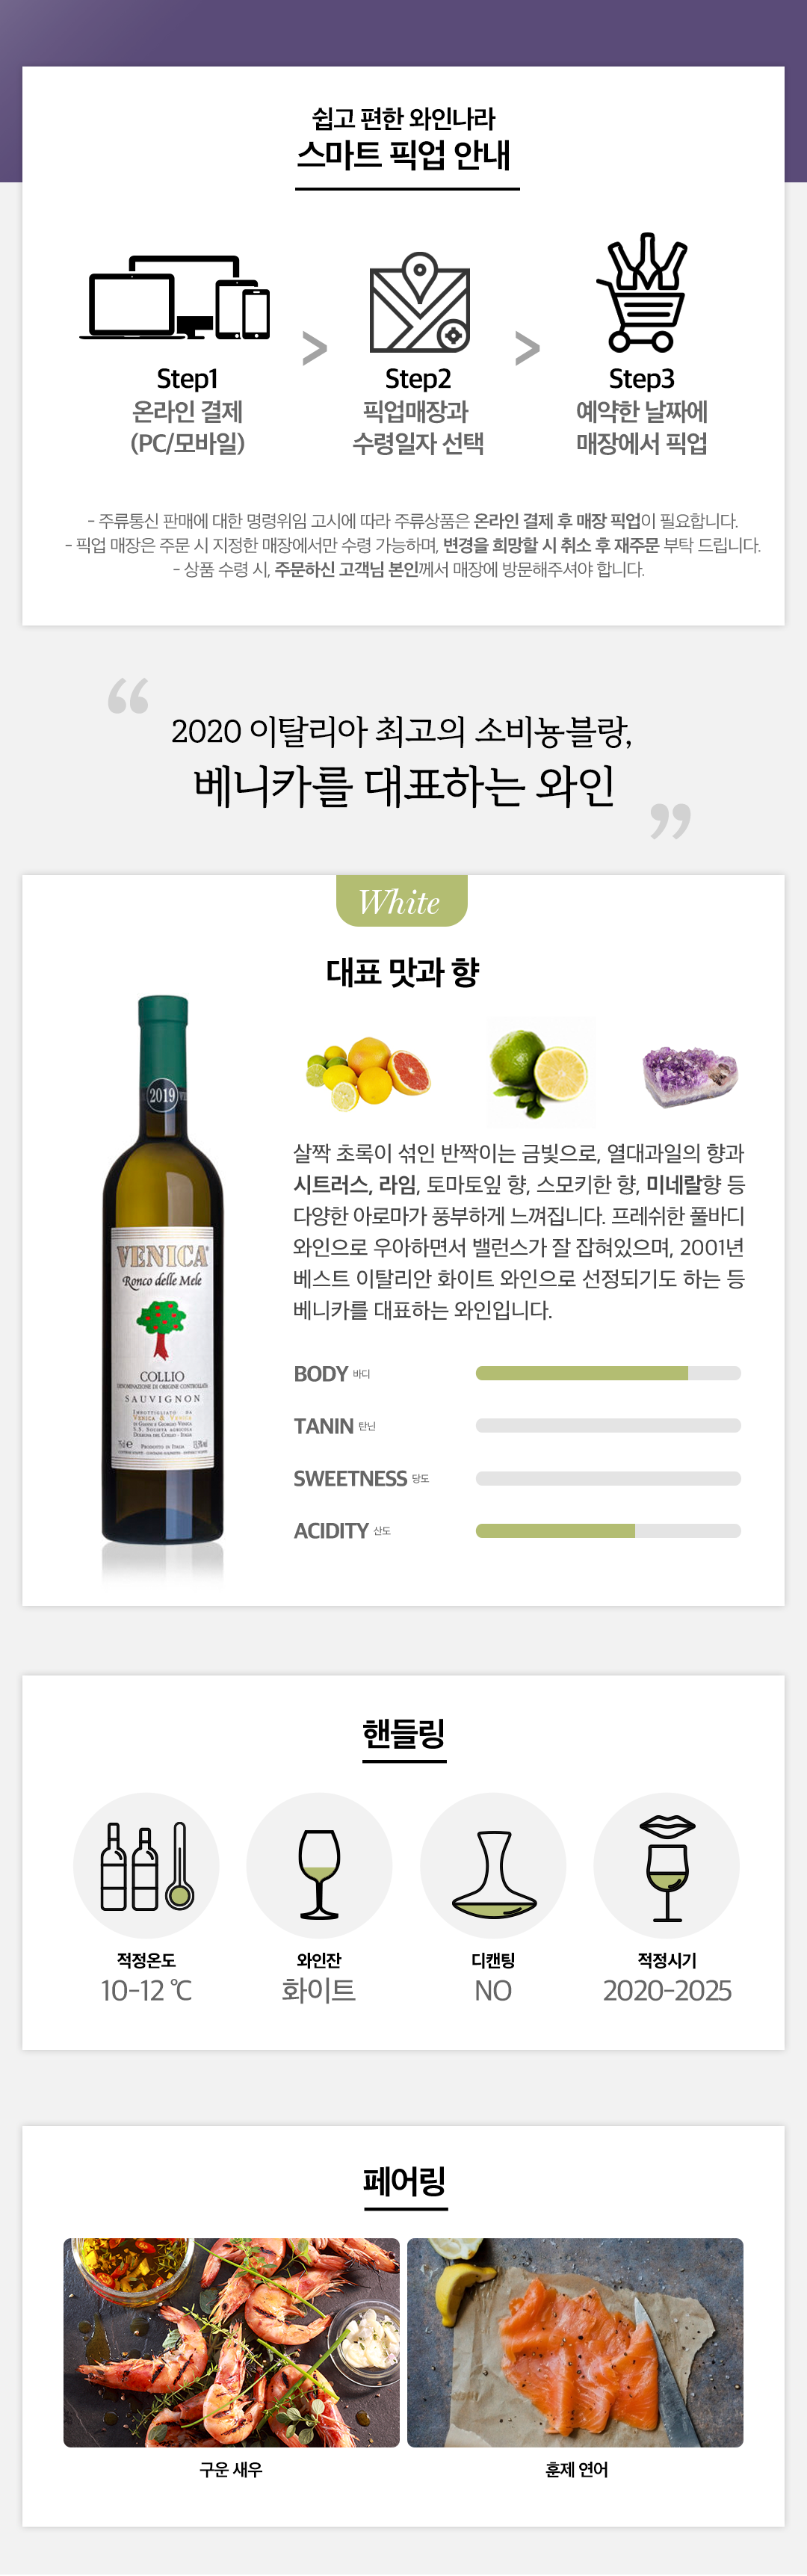 쉽고 편한 와인나라
스마트 픽업 안내
Step1
온라인 결제
(PC/모바일)
>
Step2
픽업매장과
수령일자 선택
>
Step3
예약한 날짜에
매장에서 픽업
- 주류통신 판매에 대한 명령위임 고시에 따라 주류상품은 온라인 결제 후 매장 픽업이 필요합니다.
- 픽업 매장은 주문 시 지정한 매장에서만 수령 가능하며, 변경을 희망할 시 취소 후 재주문 부탁 드립니다.
- 상품 수령 시, 주문하신 고객님 본인께서 매장에 방문해주셔야 합니다.
“
2020 이탈리아 최고의 소비뇽블랑,
베니카를 대표하는 와인
”
White
대표 맛과 향
2019
VENICA
Ronco delle Mele
COLLIO
DENOMINAZIONE DI ORIGINE CONTROLLATA
SAUVIGNON
75cl e PRODOTTO IN ITALIA
살짝 초록이 섞인 반짝이는 금빛으로, 열대과일의 향과
시트러스, 라임, 토마토잎 향, 스모키한 향, 미네랄향 등
다양한 아로마가 풍부하게 느껴집니다. 프레쉬한 풀바디
와인으로 우아하면서 밸런스가 잘 잡혀있으며, 2001년
베스트 이탈리안 화이트 와인으로 선정되기도 하는 등
베니카를 대표하는 와인입니다.
BODY 바디
TANIN 탄닌
SWEETNESS 당도
ACIDITY 산도
핸들링
적정온도
10-12 ℃
와인잔
화이트
디캔팅
NO
적정시기
2020-2025
페어링
구운 새우
훈제 연어